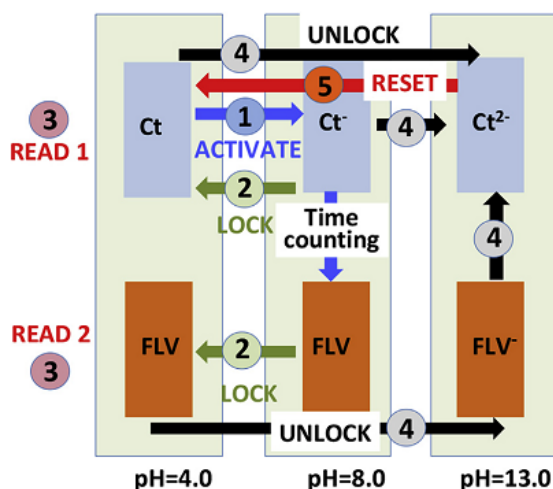 4 UNLOCK
5 RESET
3 Ct 1 Ct⁻ 4 Ct²⁻
READ 1 ACTIVATE
2
LOCK Time
counting
4
READ 2 FLV 2 FLV FLV⁻
3 LOCK
UNLOCK 4
pH=4.0 pH=8.0 pH=13.0